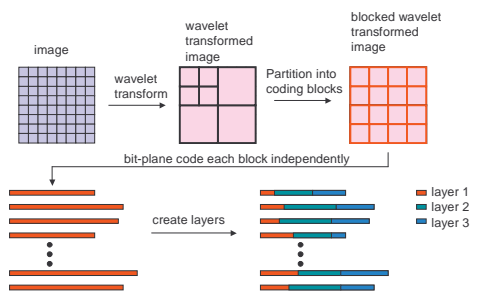 image
wavelet
transform
wavelet
transformed
image
Partition into
coding blocks
blocked wavelet
transformed
image
bit-plane code each block independently
create layers
layer 1
layer 2
layer 3